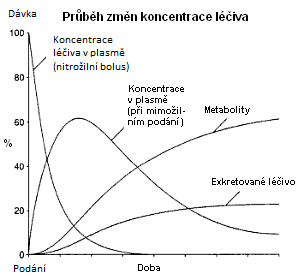 Dávka
Průběh změn koncentrace léčiva
100
Koncentrace
léčiva v plasmě
(nitrožilní bolus)
80
Koncentrace
v plasmě
(při mimožil-
ním podání)
Metabolity
60
%
40
Exkretované léčivo
20
0
Podání
Doba